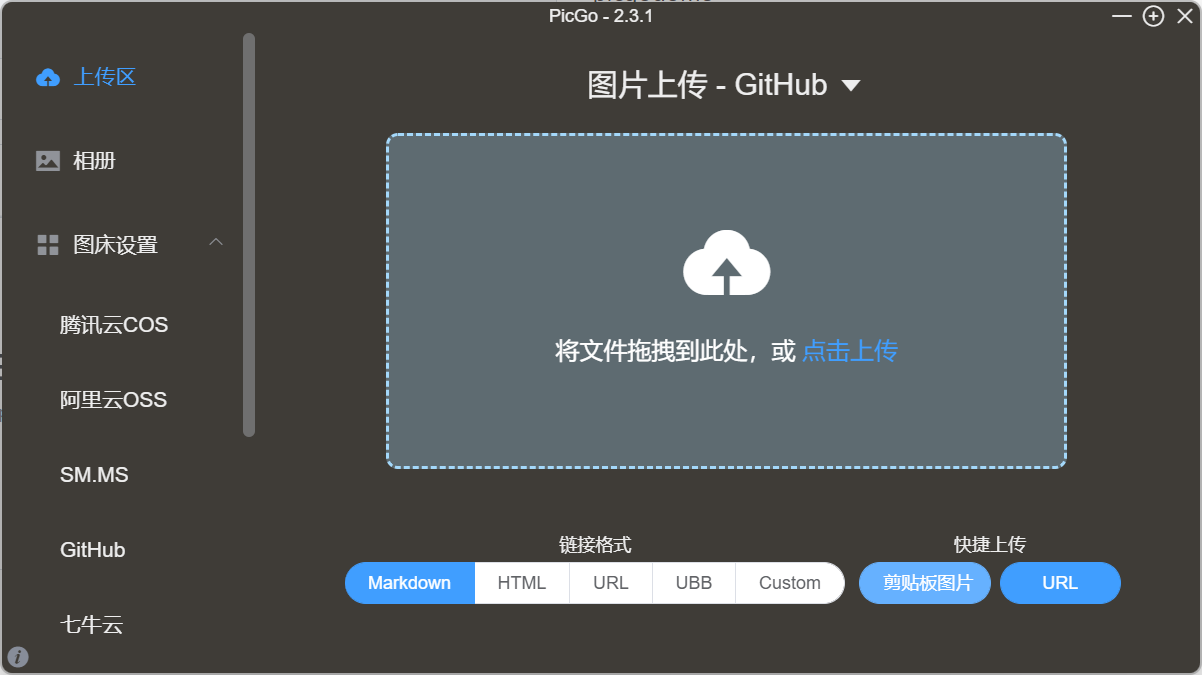 PicGo - 2.3.1
上传区
相册
图床设置
腾讯云COS
阿里云OSS
SM.MS
GitHub
七牛云
图片上传 - GitHub
将文件拖拽到此处，或 点击上传
链接格式
Markdown HTML URL UBB Custom
快捷上传
剪贴板图片 URL